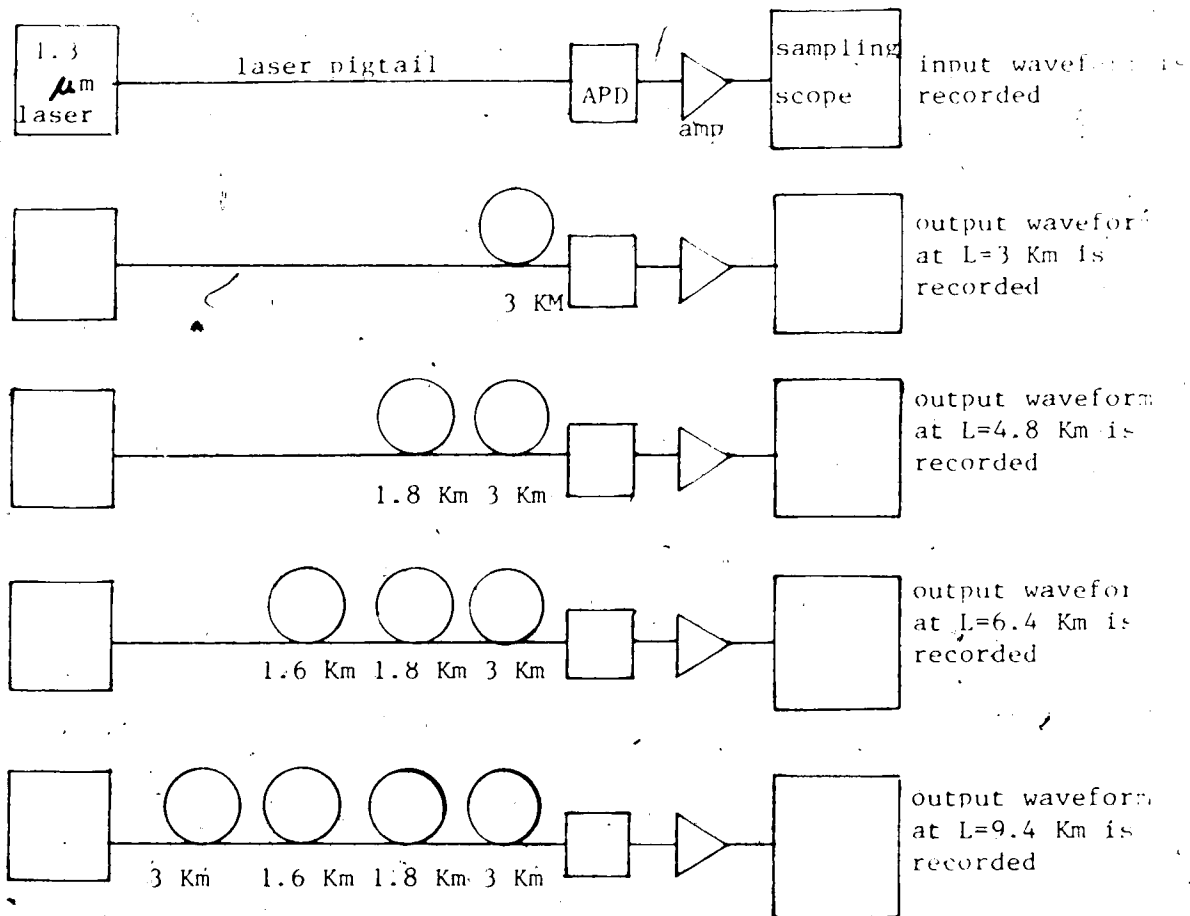 1.3
μm
laser
laser pigtail
APD
amp
sampling
scope
input waveform is
recorded
3 KM
output wavefor
at L=3 Km is
recorded
1.8 Km 3 Km
output waveform
at L=4.8 Km is
recorded
1.6 Km 1.8 Km 3 Km
output wavefor
at L=6.4 Km is
recorded
3 Km 1.6 Km 1.8 Km 3 Km
output waveform
at L=9.4 Km is
recorded